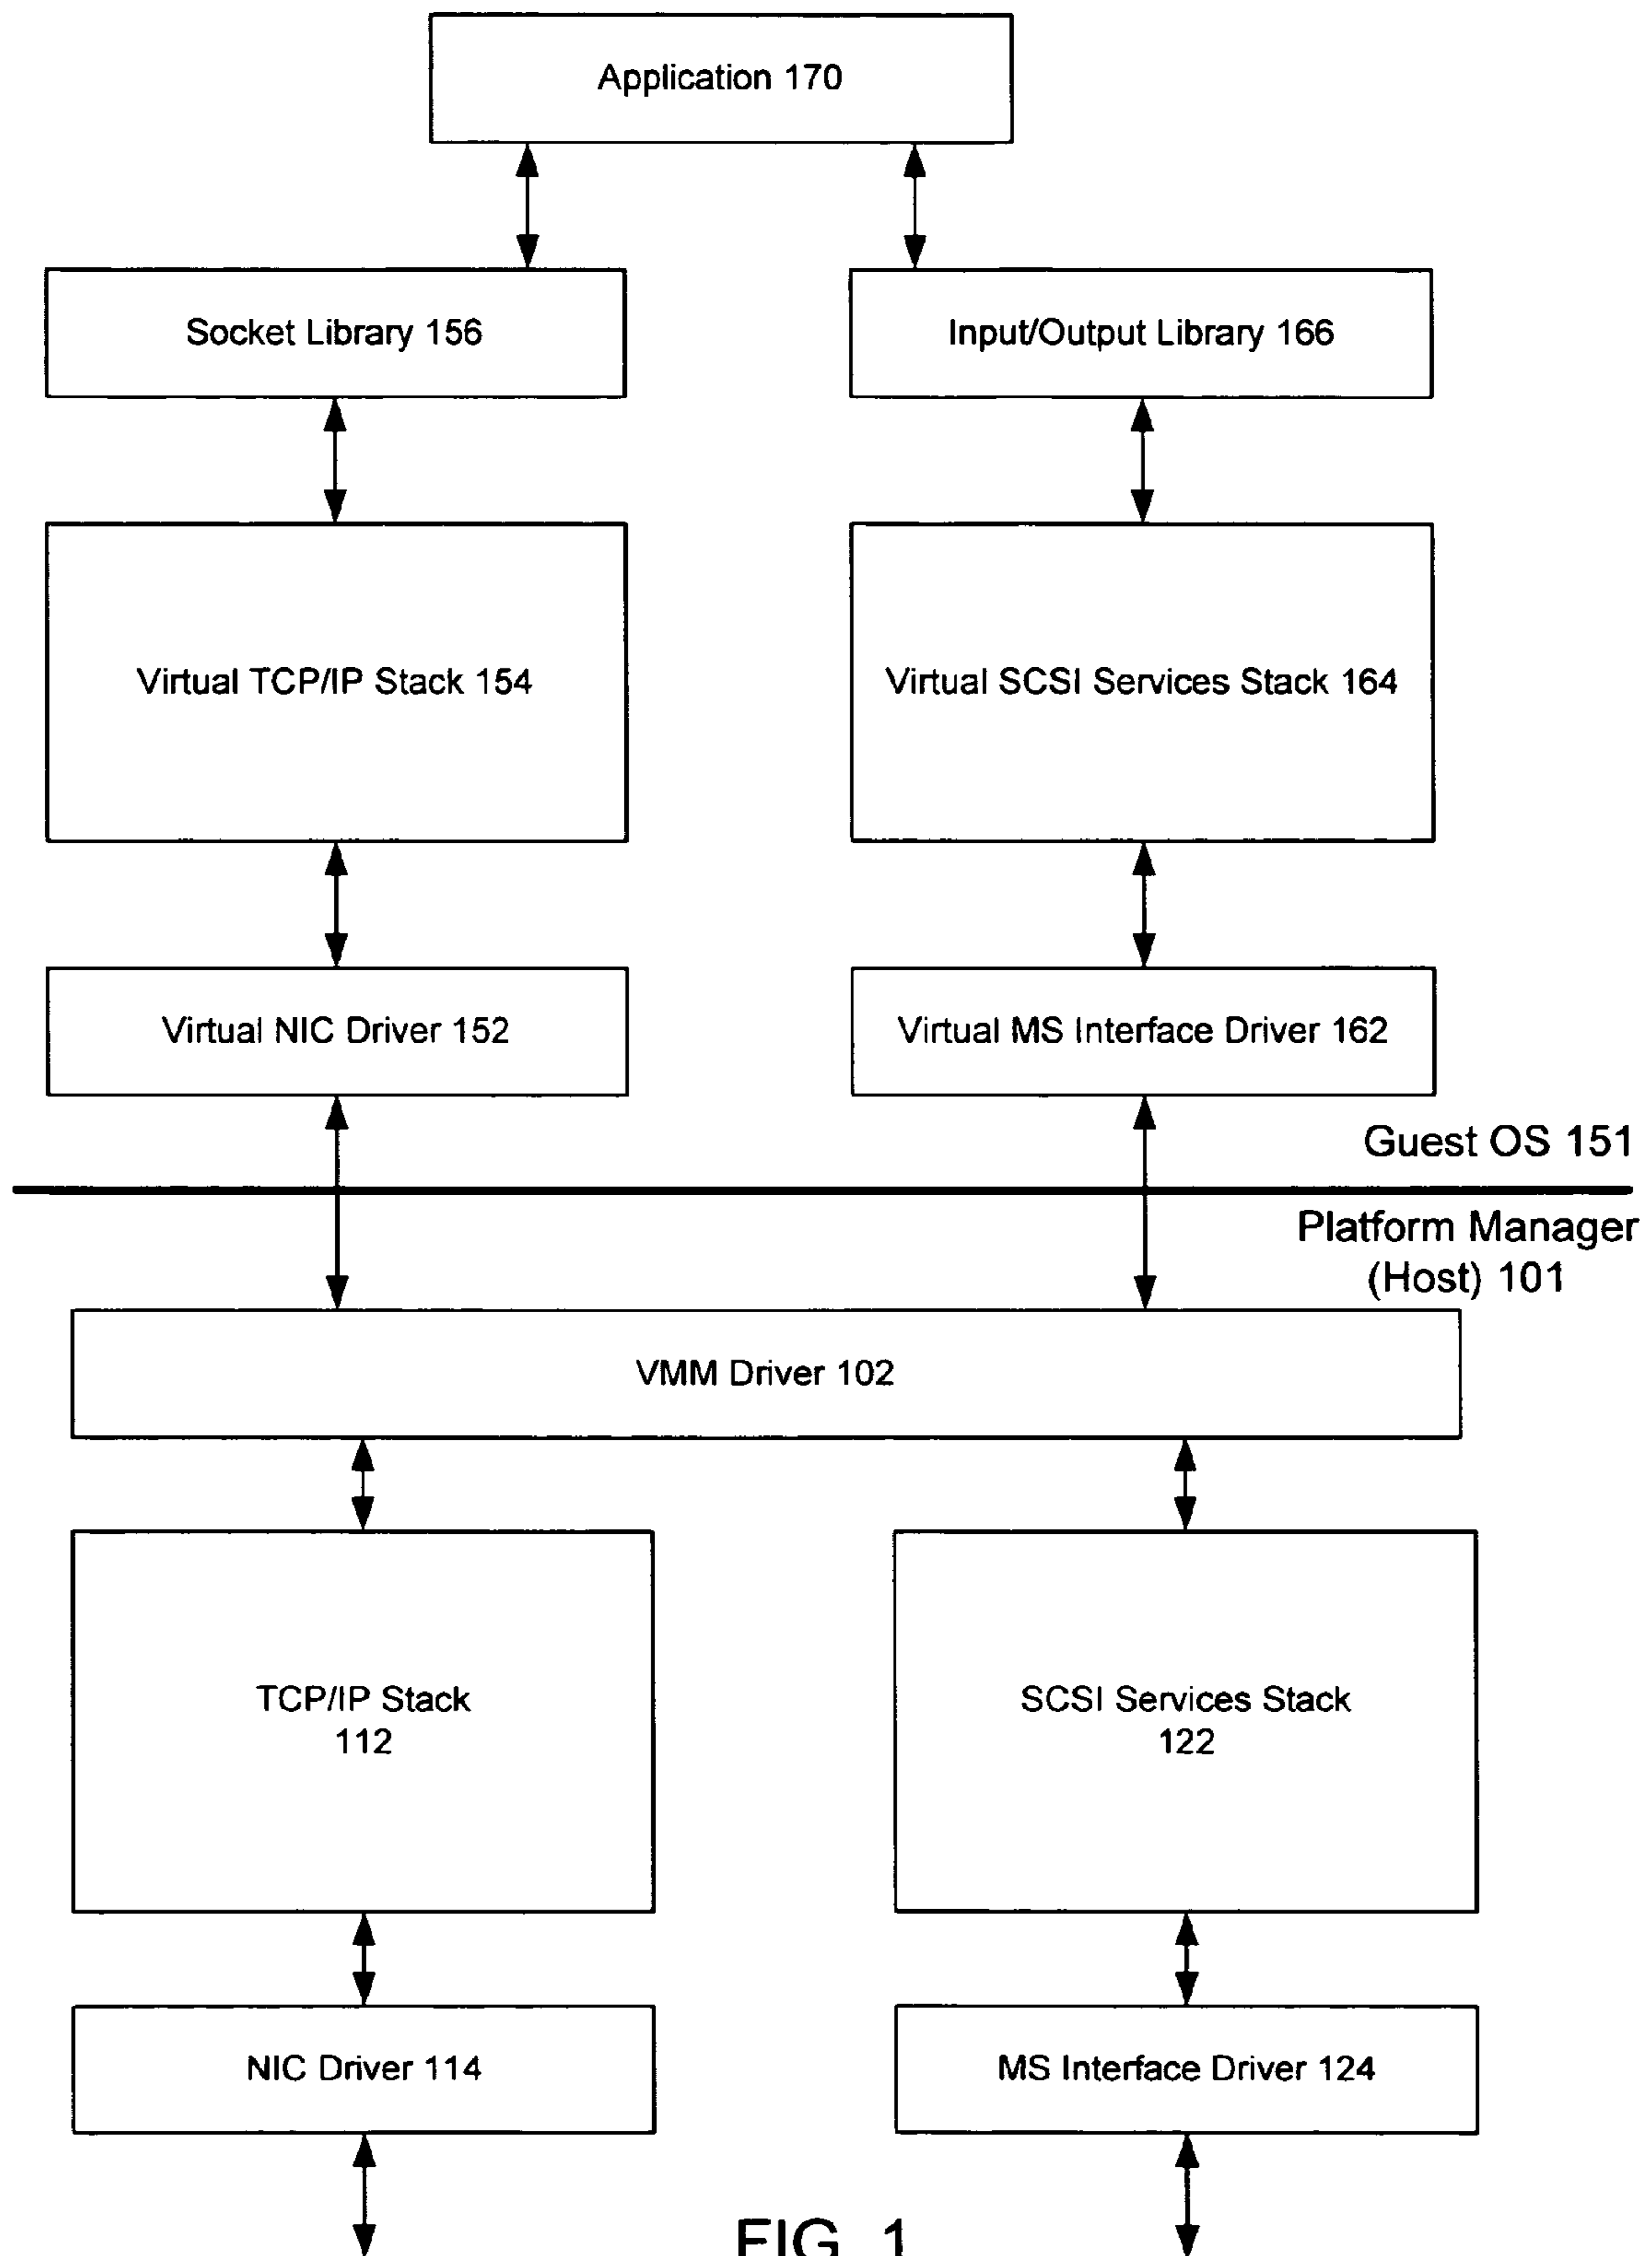 Application 170
Socket Library 156
Input/Output Library 166
Virtual TCP/IP Stack 154
Virtual SCSI Services Stack 164
Virtual NIC Driver 152
Virtual MS Interface Driver 162
Guest OS 151
Platform Manager
(Host) 101
VMM Driver 102
TCP/IP Stack
112
SCSI Services Stack
122
NIC Driver 114
MS Interface Driver 124
FIG. 1